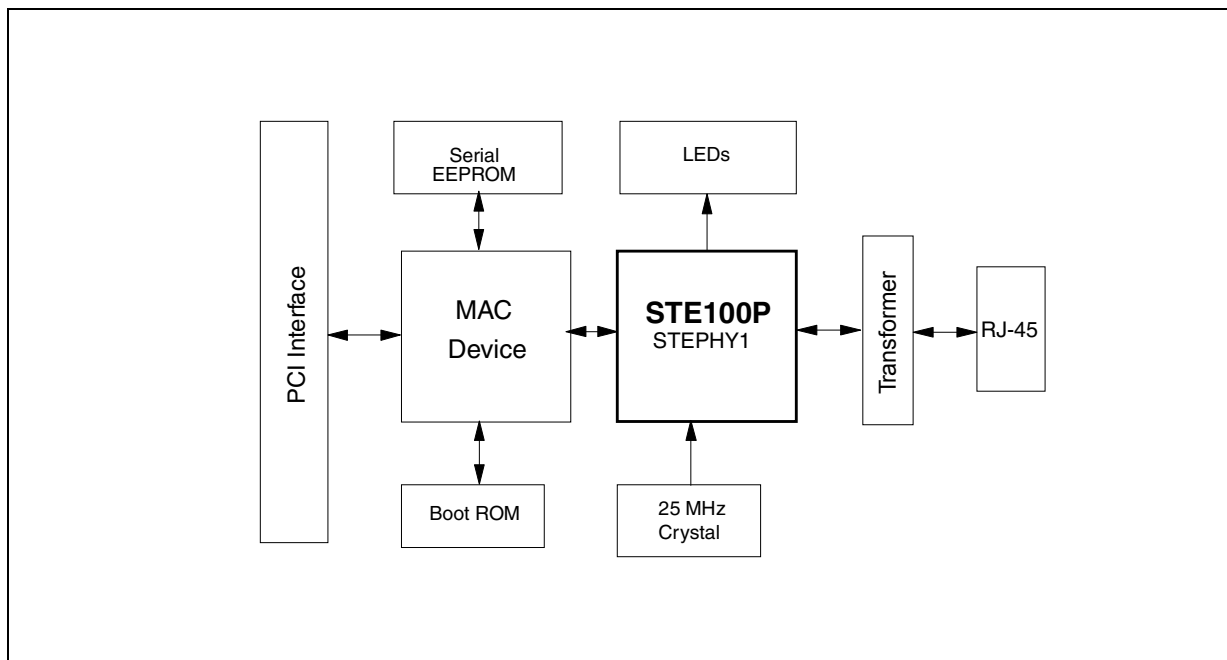 PCI Interface
Serial
EEPROM
MAC
Device
Boot ROM
LEDs
STE100P
STEPHY1
25 MHz
Crystal
Transformer
RJ-45